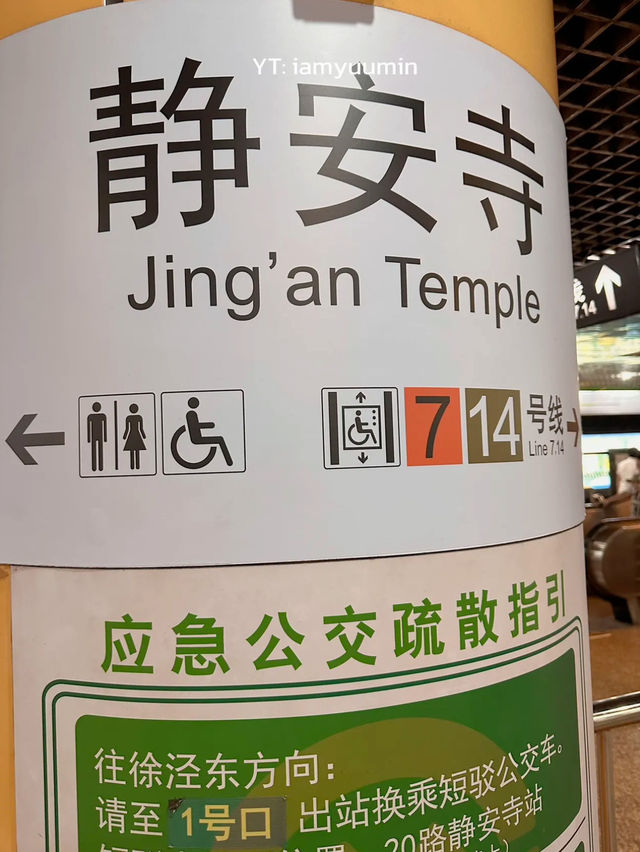 YT: iamyuumin
静安寺
Jing'an Temple
7 14 号线
Line 7.14
7.14
应急公交疏散指引
往徐泾东方向：
请至 1号口 出站换乘短驳公交车。
20路静安寺站